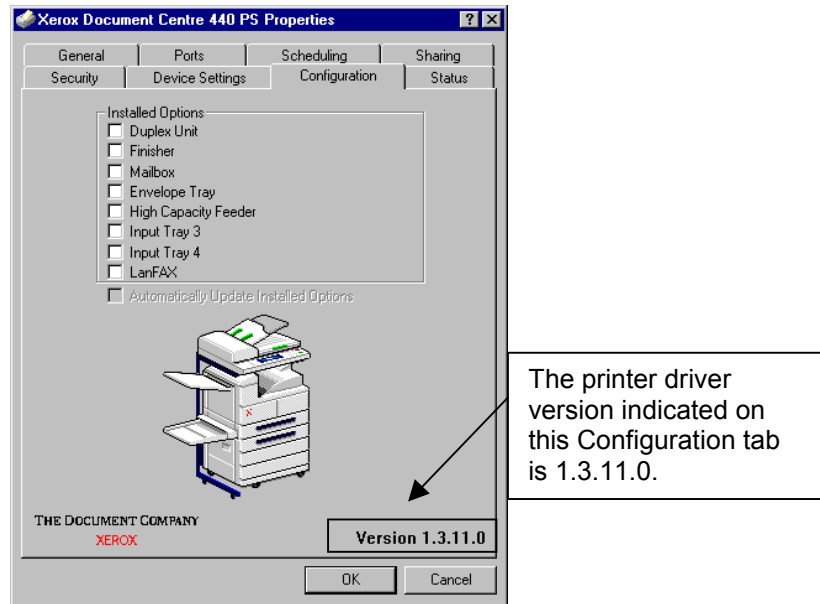 Xerox Document Centre 440 PS Properties
General Ports Scheduling Sharing
Security Device Settings Configuration Status
Installed Options
Duplex Unit
Finisher
Mailbox
Envelope Tray
High Capacity Feeder
Input Tray 3
Input Tray 4
LanFAX
Automatically Update Installed Options
THE DOCUMENT COMPANY
XEROX
Version 1.3.11.0
OK Cancel
The printer driver
version indicated on
this Configuration tab
is 1.3.11.0.